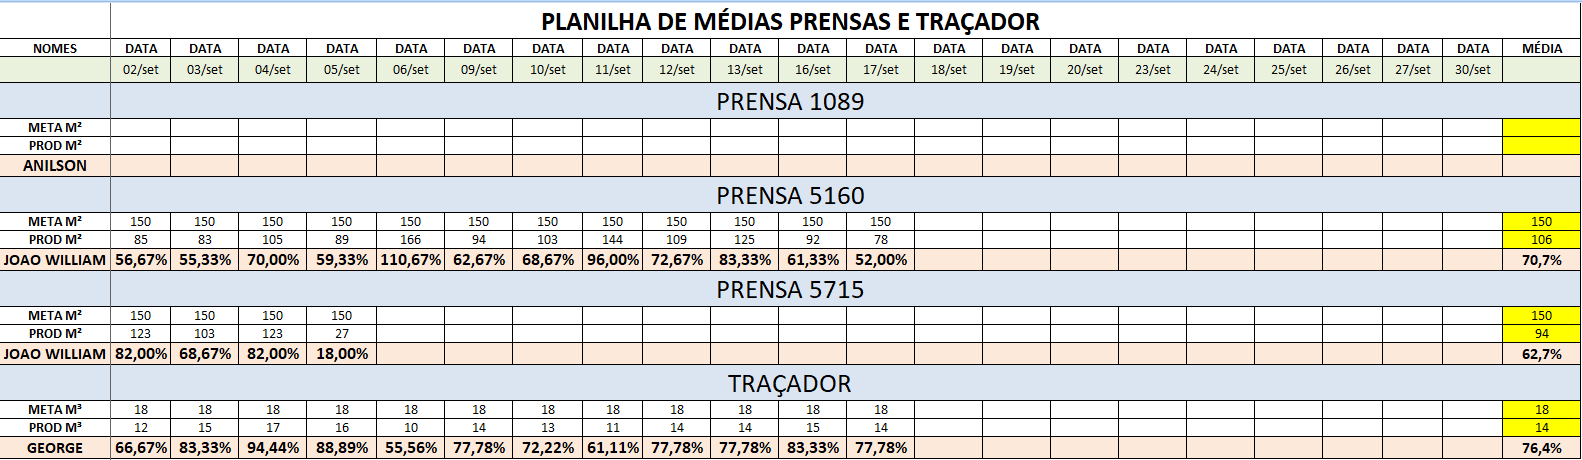 PLANILHA DE MÉDIAS PRENSAS E TRAÇADOR
NOMES DATA DATA DATA DATA DATA DATA DATA DATA DATA DATA DATA DATA DATA DATA DATA DATA DATA DATA DATA DATA DATA MÉDIA
02/set 03/set 04/set 05/set 06/set 09/set 10/set 11/set 12/set 13/set 16/set 17/set 18/set 19/set 20/set 23/set 24/set 25/set 26/set 27/set 30/set
PRENSA 1089
META M²
PROD M²
ANILSON
PRENSA 5160
META M² 150 150 150 150 150 150 150 150 150 150 150 150 150
PROD M² 85 83 105 89 166 94 103 144 109 125 92 78 106
JOAO WILLIAM 56,67% 55,33% 70,00% 59,33% 110,67% 62,67% 68,67% 96,00% 72,67% 83,33% 61,33% 52,00% 70,7%
PRENSA 5715
META M² 150 150 150 150 150
PROD M² 123 103 123 27 94
JOAO WILLIAM 82,00% 68,67% 82,00% 18,00% 62,7%
TRAÇADOR
META M³ 18 18 18 18 18 18 18 18 18 18 18 18 18
PROD M³ 12 15 17 16 10 14 13 11 14 14 15 14 14
GEORGE 66,67% 83,33% 94,44% 88,89% 55,56% 77,78% 72,22% 61,11% 77,78% 77,78% 83,33% 77,78% 76,4%